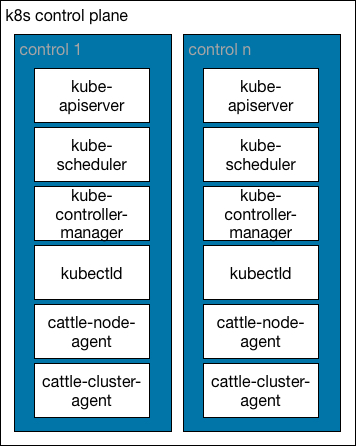 k8s control plane
control 1
kube-
apiserver
kube-
scheduler
kube-
controller-
manager
kubectld
cattle-node-
agent
cattle-cluster-
agent
control n
kube-
apiserver
kube-
scheduler
kube-
controller-
manager
kubectld
cattle-node-
agent
cattle-cluster-
agent